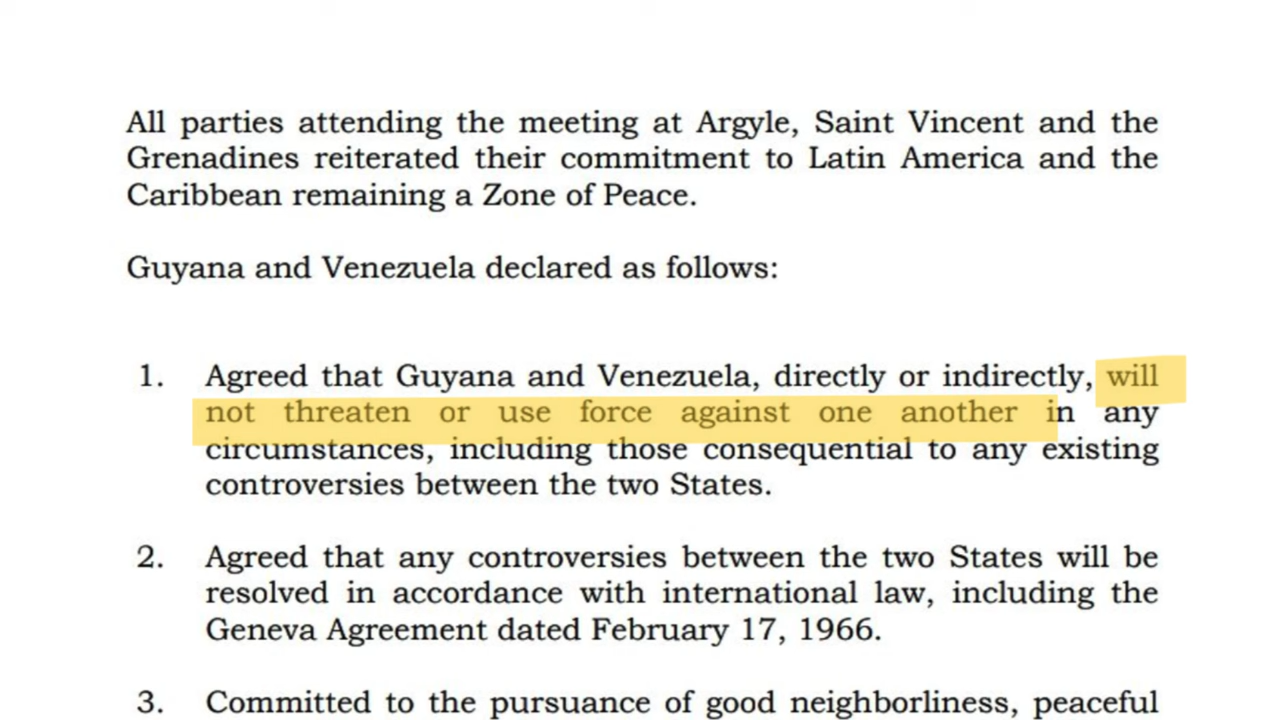 All parties attending the meeting at Argyle, Saint Vincent and the
Grenadines reiterated their commitment to Latin America and the
Caribbean remaining a Zone of Peace.
Guyana and Venezuela declared as follows:
1. Agreed that Guyana and Venezuela, directly or indirectly, will
not threaten or use force against one another in any
circumstances, including those consequential to any existing
controversies between the two States.
2. Agreed that any controversies between the two States will be
resolved in accordance with international law, including the
Geneva Agreement dated February 17, 1966.
3. Committed to the pursuance of good neighborliness, peaceful